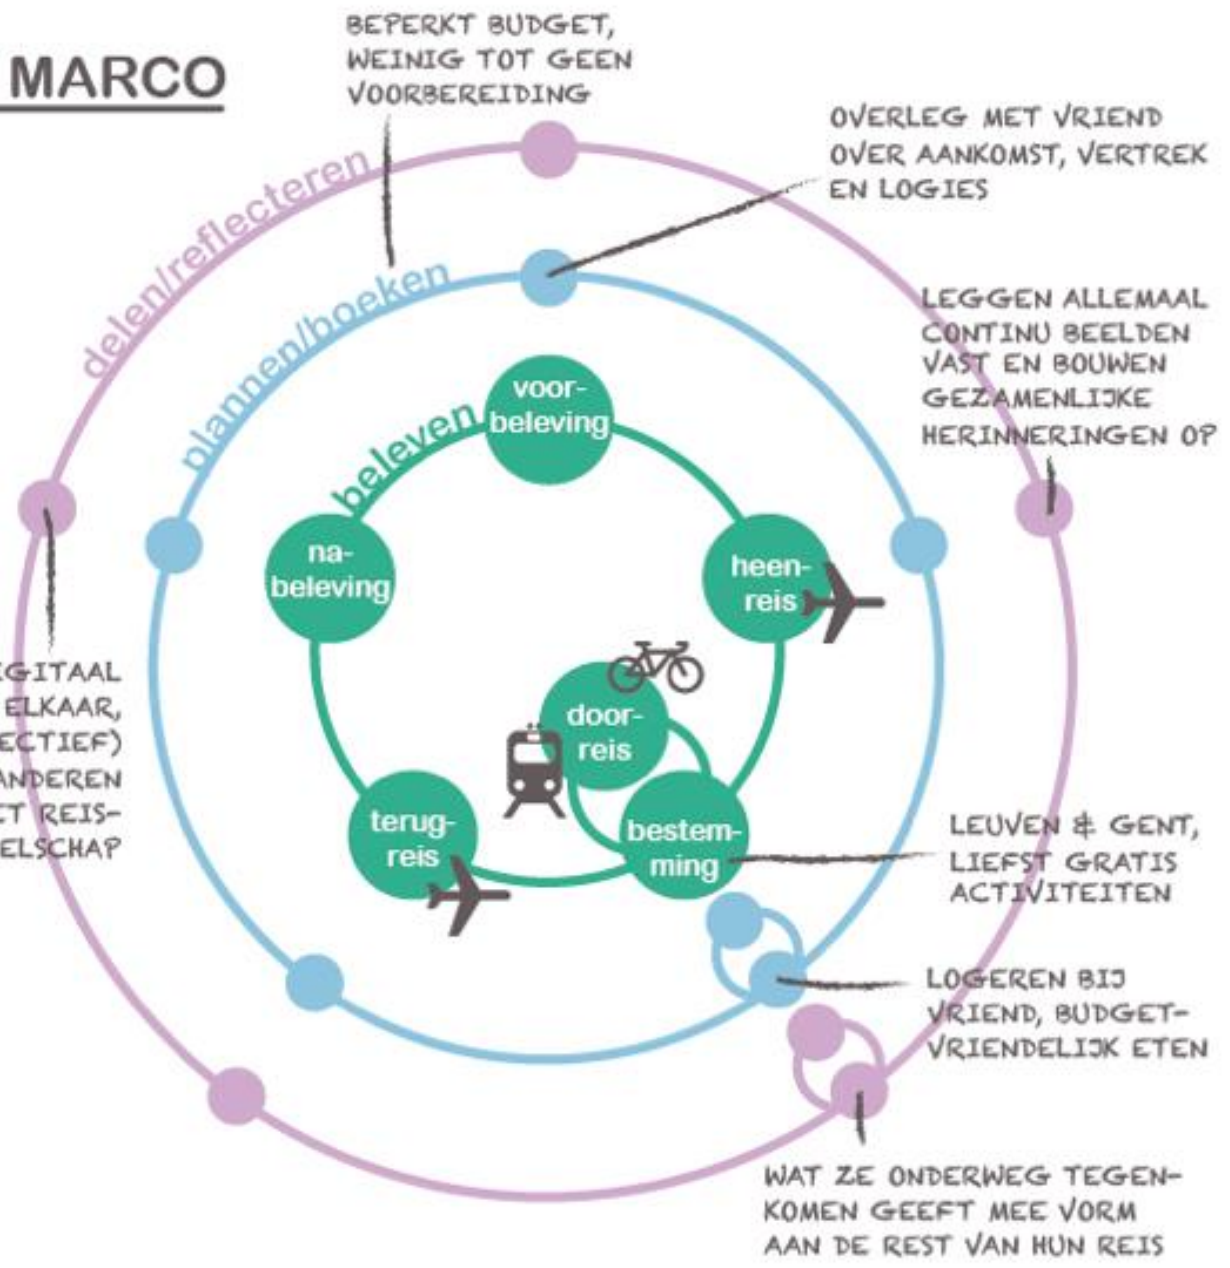 MARCO
BEPERKT BUDGET,
WEINIG TOT GEEN
VOORBEREIDING
OVERLEG MET VRIEND
OVER AANKOMST, VERTREK
EN LOGIES
delen/reflecteren
plannen/boeken
beleven
LEGGEN ALLEMAAL
CONTINU BEELDEN
VAST EN BOUWEN
GEZAMENLIJKE
HERINNERINGEN OP
voor-
beleving
na-
beleving
heen-
reis
door-
reis
terug-
reis
bestem-
ming
ELKAAR,
ANDEREN
REIS-
LEUVEN & GENT,
LIEFST GRATIS
ACTIVITEITEN
LOGEREN BIJ
VRIEND, BUDGET-
VRIENDELIJK ETEN
WAT ZE ONDERWEG TEGEN-
KOMEN GEEFT MEE VORM
AAN DE REST VAN HUN REIS